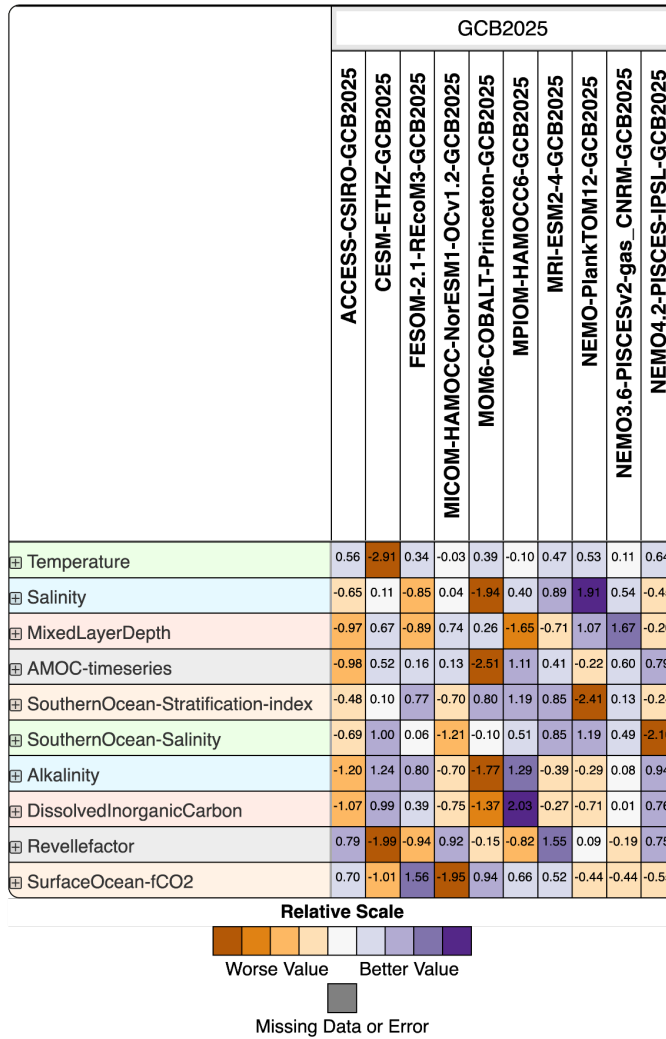 GCB2025
ACCESS-CSIRO-GCB2025
CESM-ETHZ-GCB2025
FESOM-2.1-REcoM3-GCB2025
MICOM-HAMOCC-NorESM1-OCv1.2-GCB2025
MOM6-COBALT-Princeton-GCB2025
MPIOM-HAMOCC6-GCB2025
MRI-ESM2-4-GCB2025
NEMO-PlankTOM12-GCB2025
NEMO3.6-PISCESv2-gas_CNRM-GCB2025
NEMO4.2-PISCES-IPSL-GCB2025
Temperature 0.56 -2.91 0.34 -0.03 0.39 -0.10 0.47 0.53 0.11 0.64
Salinity -0.65 0.11 -0.85 0.04 -1.94 0.40 0.89 1.91 0.54
MixedLayerDepth -0.97 0.67 -0.89 0.74 0.26 -1.65 -0.71 1.07 1.67
AMOC-timeseries -0.98 0.52 0.16 0.13 -2.51 1.11 0.41 -0.22 0.60 0.79
SouthernOcean-Stratification-index -0.48 0.10 0.77 -0.70 0.80 1.19 0.85 -2.41 0.13
SouthernOcean-Salinity -0.69 1.00 0.06 -1.21 -0.10 0.51 0.85 1.19 0.49
Alkalinity -1.20 1.24 0.80 -0.70 -1.77 1.29 -0.39 -0.29 0.08 0.94
DissolvedInorganicCarbon -1.07 0.99 0.39 -0.75 -1.37 2.03 -0.27 -0.71 0.01 0.76
Revellefactor 0.79 -1.99 -0.94 0.92 -0.15 -0.82 1.55 0.09 -0.19 0.75
SurfaceOcean-fCO2 0.70 -1.01 1.56 -1.95 0.94 0.66 0.52 -0.44 -0.44
Relative Scale
Worse Value Better Value
Missing Data or Error